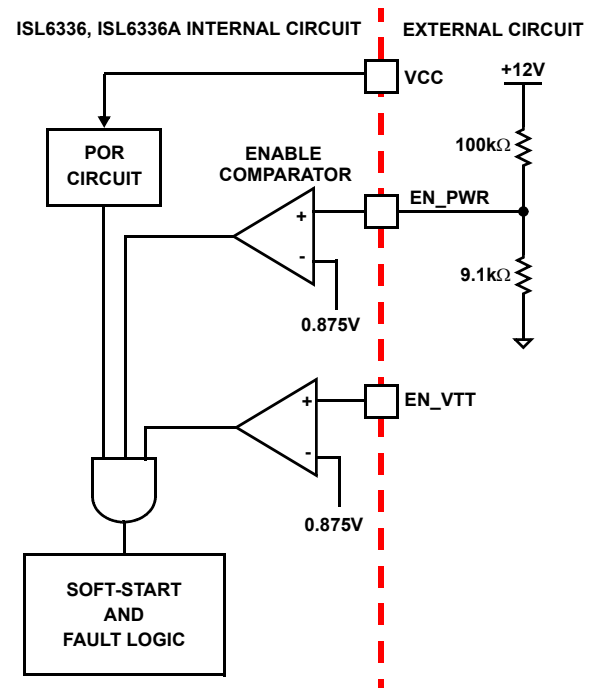 ISL6336, ISL6336A INTERNAL CIRCUIT
EXTERNAL CIRCUIT
VCC
+12V
100kΩ
POR
CIRCUIT
ENABLE
COMPARATOR
EN_PWR
+
-
9.1kΩ
0.875V
EN_VTT
+
-
0.875V
SOFT-START
AND
FAULT LOGIC